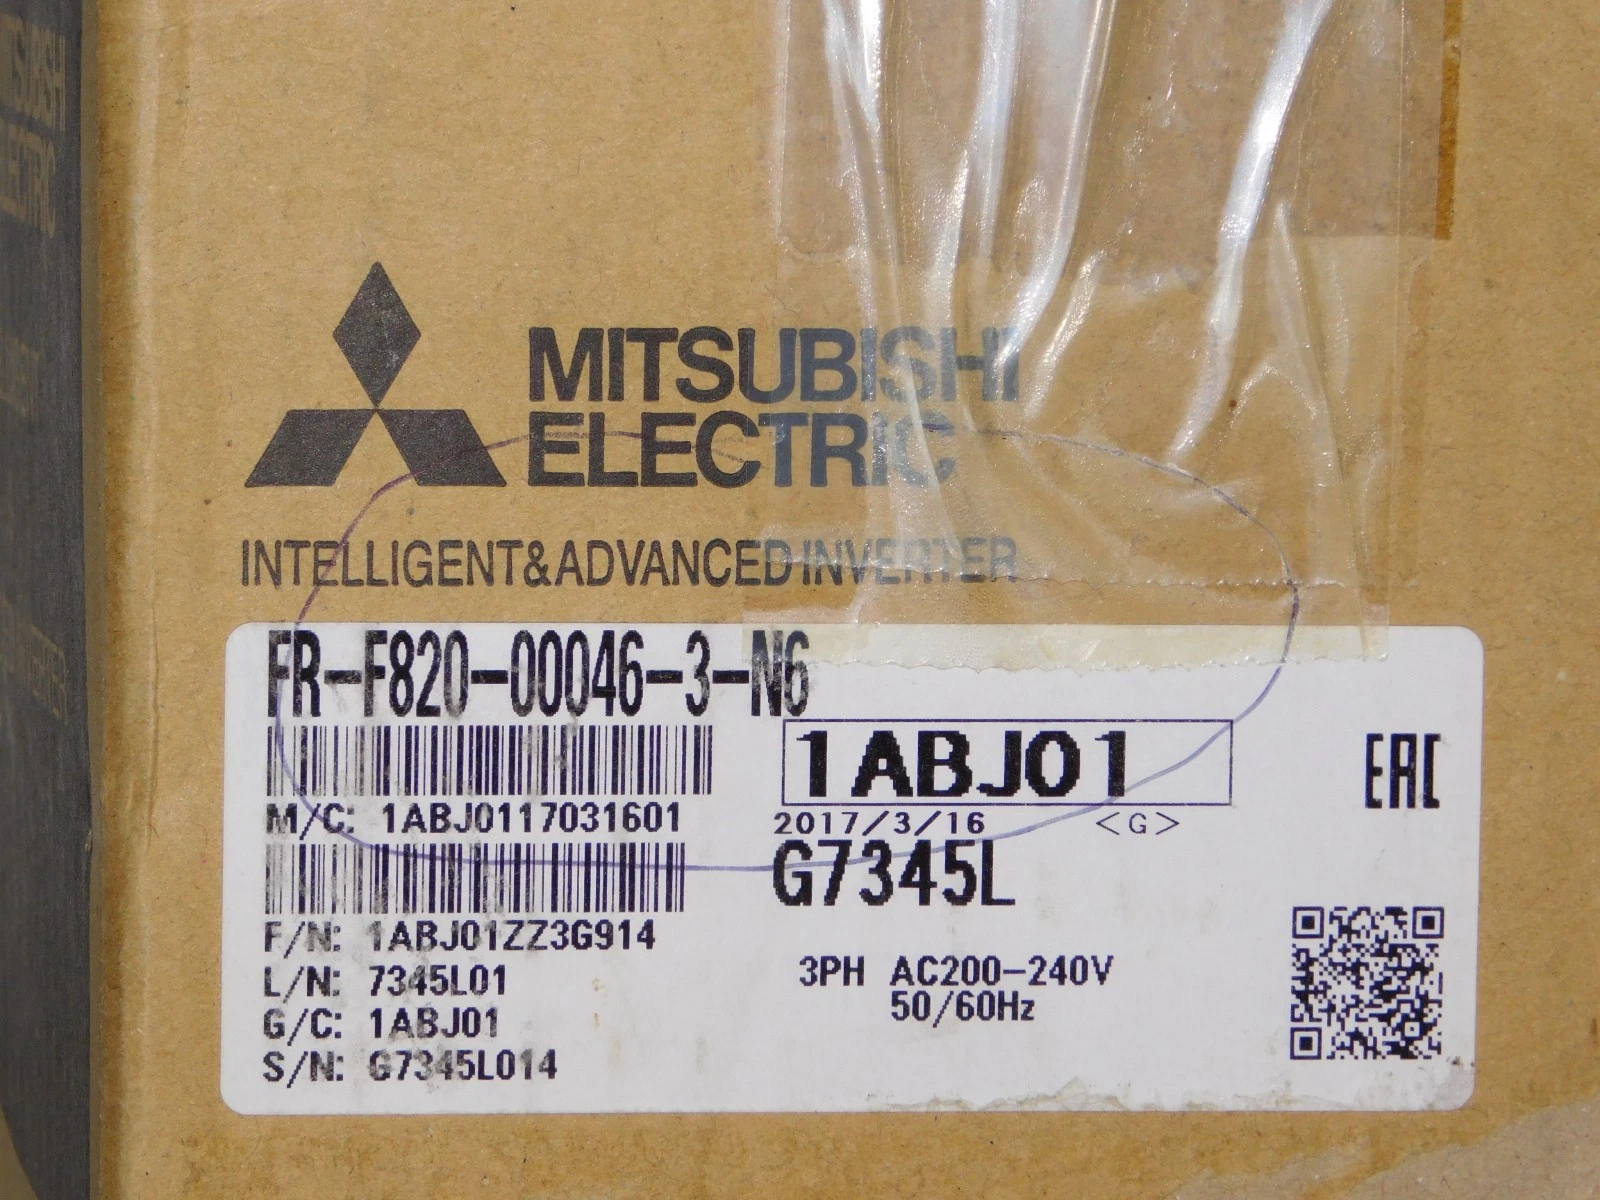 MITSUBISHI
ELECTRIC
INTELLIGENT&ADVANCED INVERTER
FR-F820-00046-3-N6
1ABJ01
EAC
M/C: 1ABJ0117031601
2017/3/16 <G>
G7345L
F/N: 1ABJ01ZZ3G914
L/N: 7345L01
3PH AC200-240V
50/60Hz
G/C: 1ABJ01
S/N: G7345L014